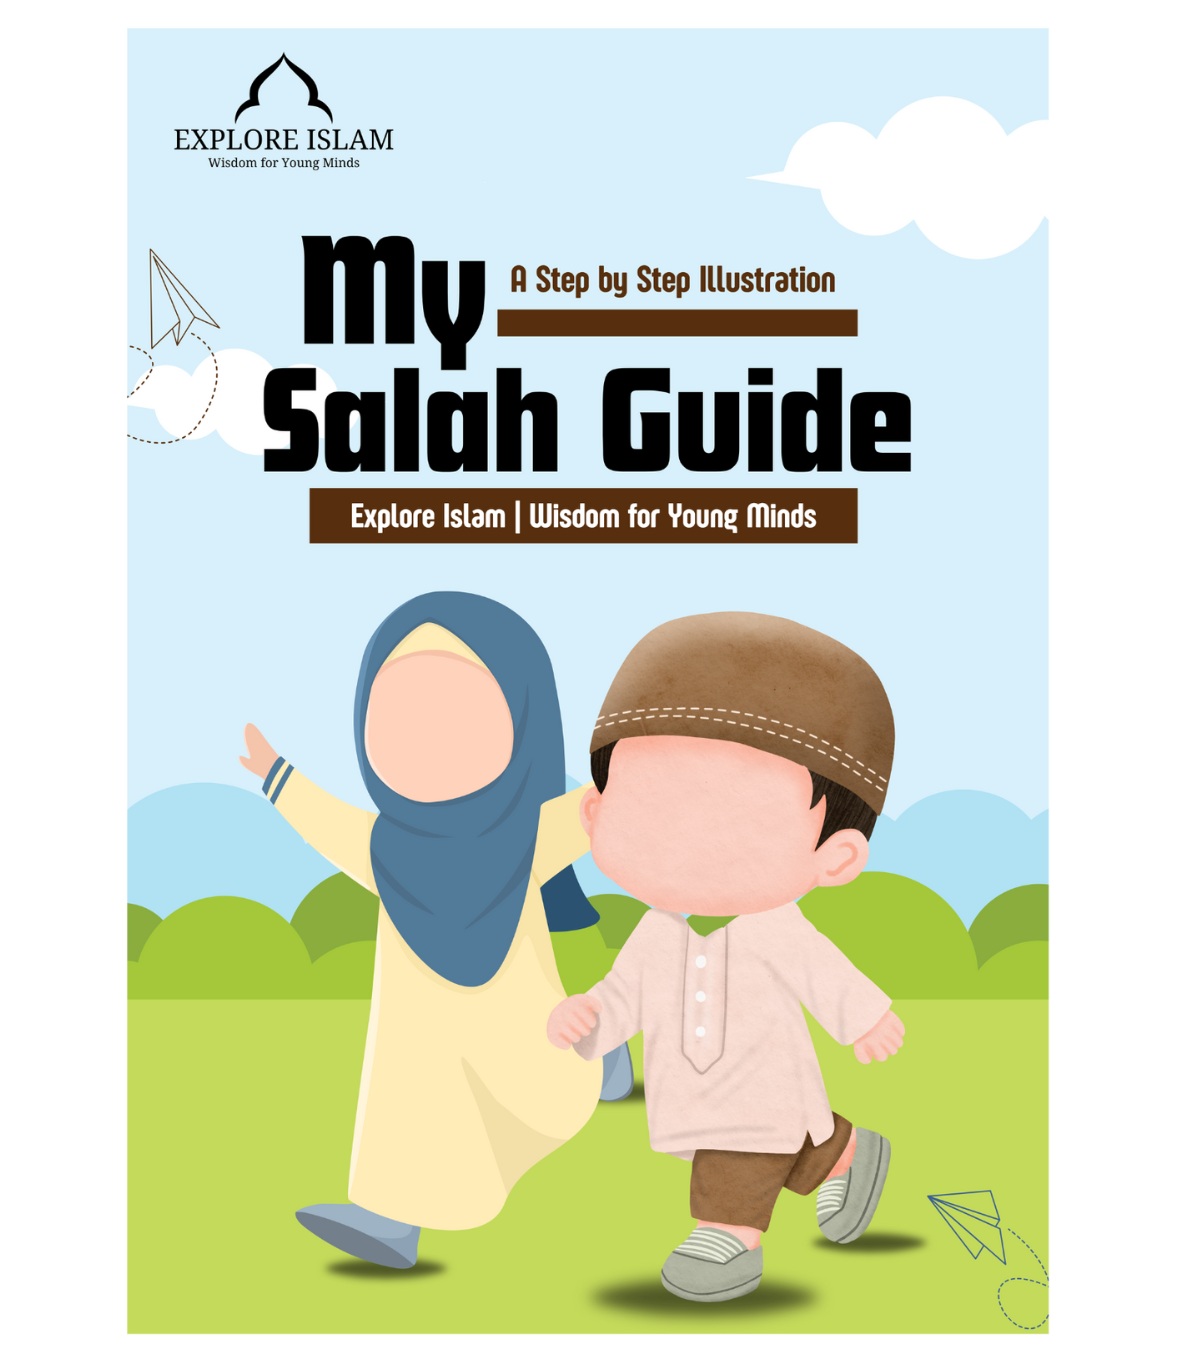 EXPLORE ISLAM
Wisdom for Young Minds
My
A Step by Step Illustration
Salah Guide
Explore Islam | Wisdom for Young Minds